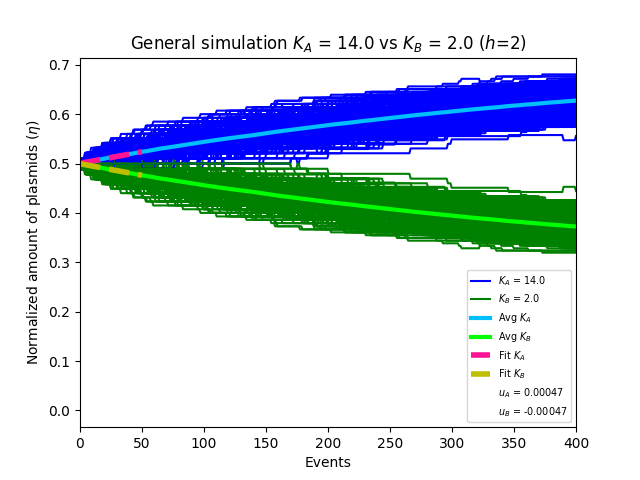 General simulation K_A = 14.0 vs K_B = 2.0 (h=2)
Normalized amount of plasmids (η)
0.7
0.6
0.5
0.4
0.3
0.2
0.1
0.0
K_A = 14.0
K_B = 2.0
Avg K_A
Avg K_B
Fit K_A
Fit K_B
u_A = 0.00047
u_B = -0.00047
0 50 100 150 200 250 300 350 400
Events